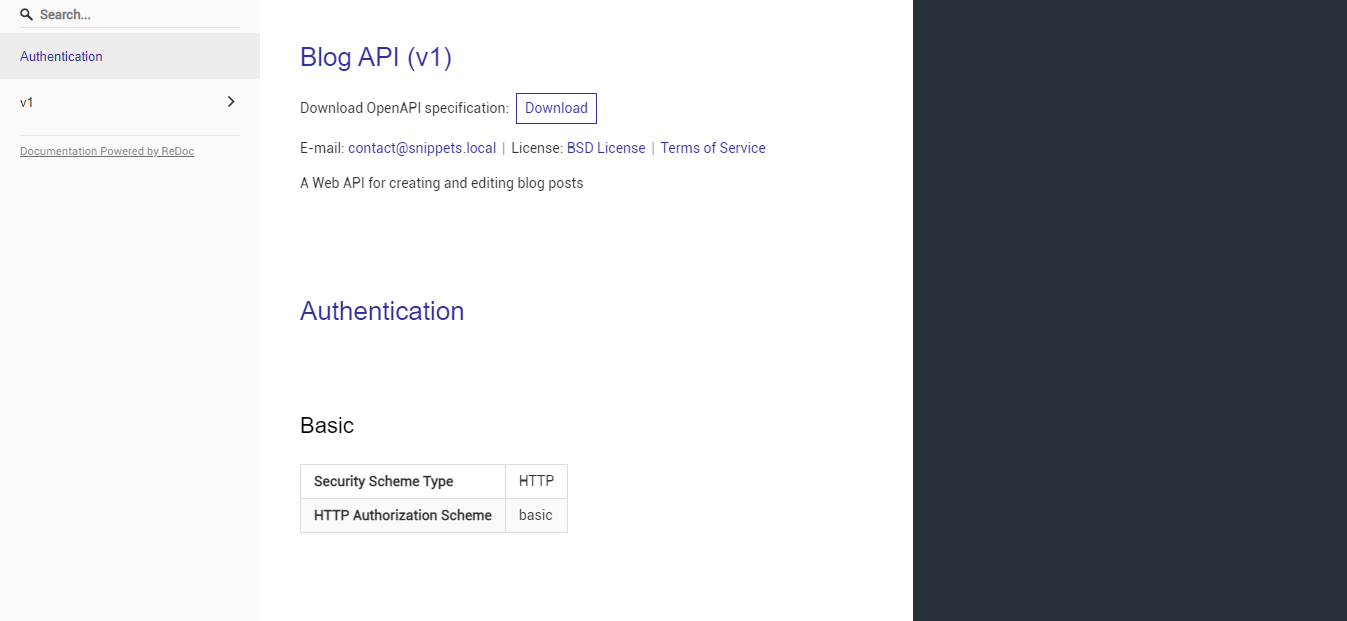 Search...
Authentication
v1
Documentation Powered by ReDoc
Blog API (v1)
Download OpenAPI specification: Download
E-mail: contact@snippets.local | License: BSD License | Terms of Service
A Web API for creating and editing blog posts
Authentication
Basic
Security Scheme Type HTTP
HTTP Authorization Scheme basic